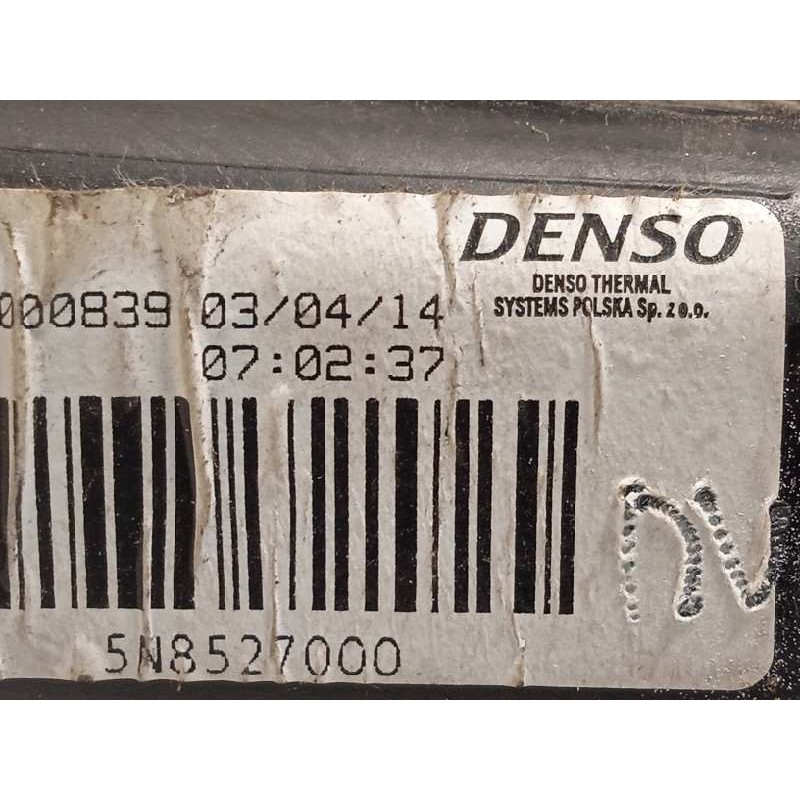 DENSO
DENSO THERMAL
SYSTEMS POLSKA Sp. z o.o.
000839 03/04/14
07:02:37
5N8527000